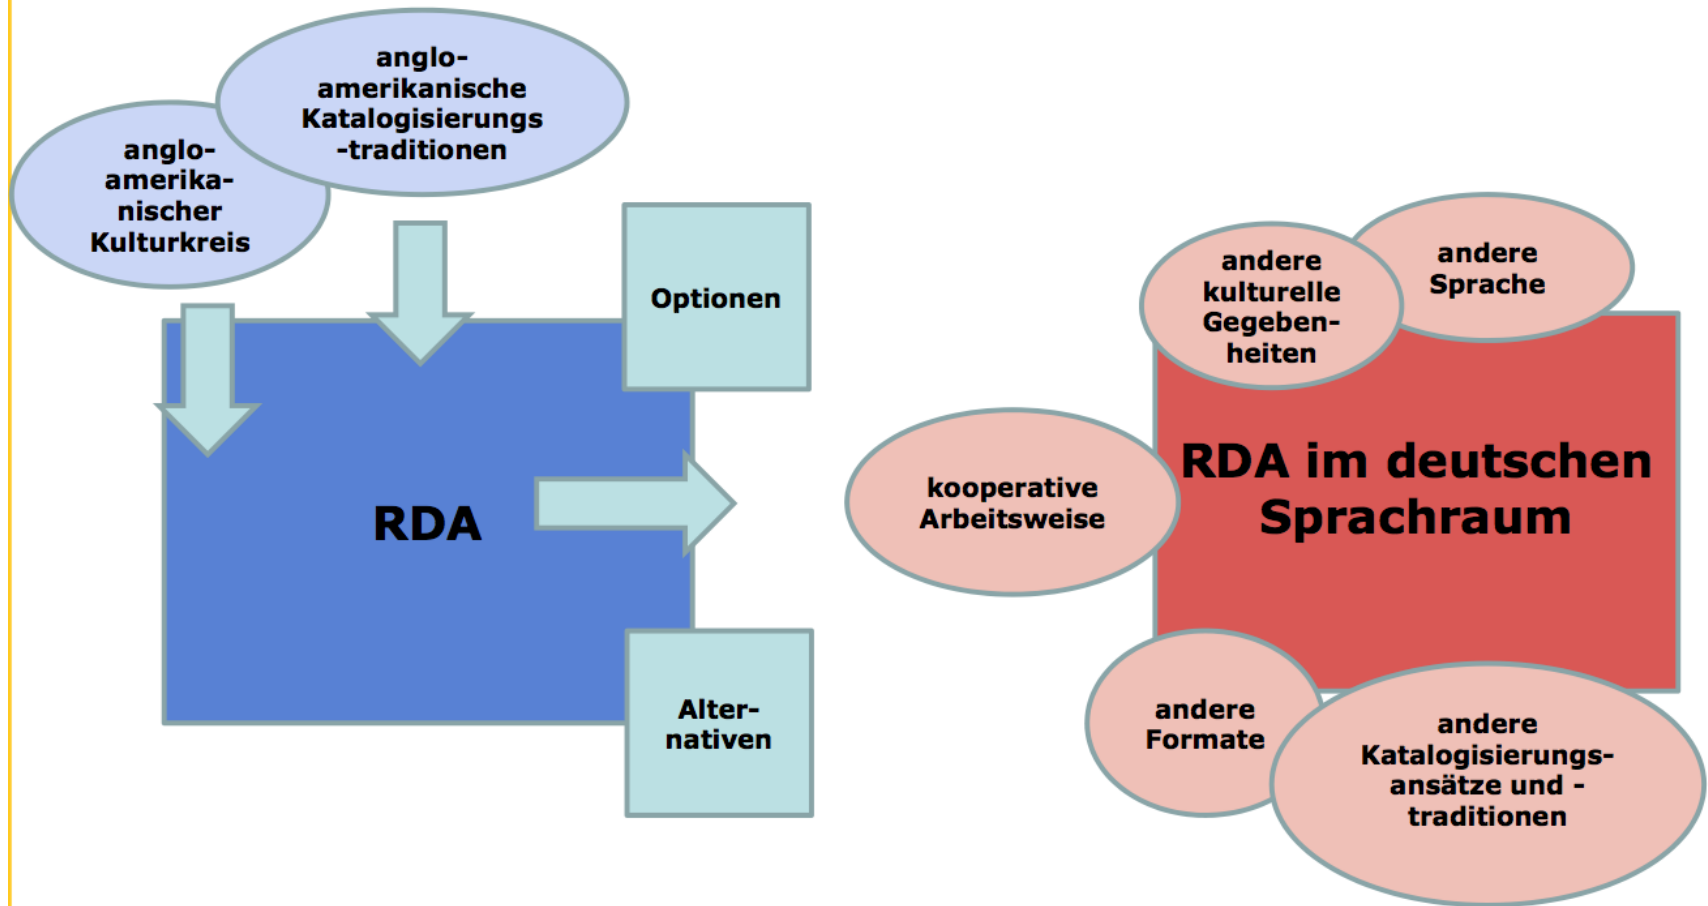 anglo-
amerikanische
Katalogisierungs
-traditionen
anglo-
amerika-
nischer
Kulturkreis
Optionen
RDA
Alter-
nativen
andere
kulturelle
Gegeben-
heiten
andere
Sprache
kooperative
Arbeitsweise
RDA im deutschen
Sprachraum
andere
Formate
andere
Katalogisierungs-
ansätze und -
traditionen